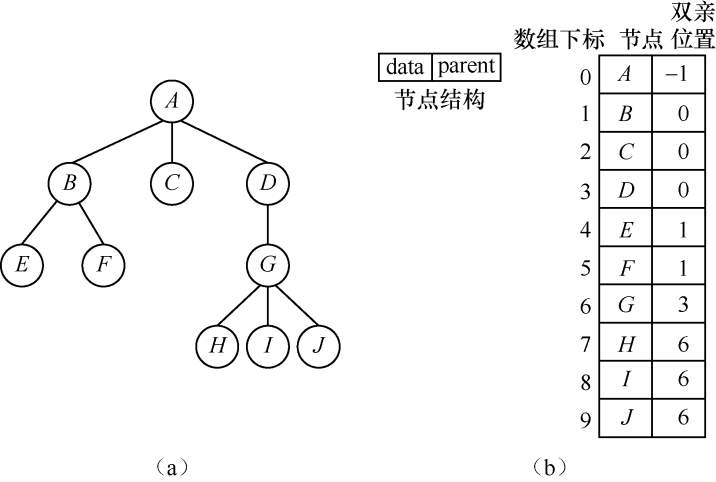 A
B C D
E F G
H I J
(a)
data parent
节点结构
双亲
数组下标 节点 位置
0 A −1
1 B 0
2 C 0
3 D 0
4 E 1
5 F 1
6 G 3
7 H 6
8 I 6
9 J 6
(b)